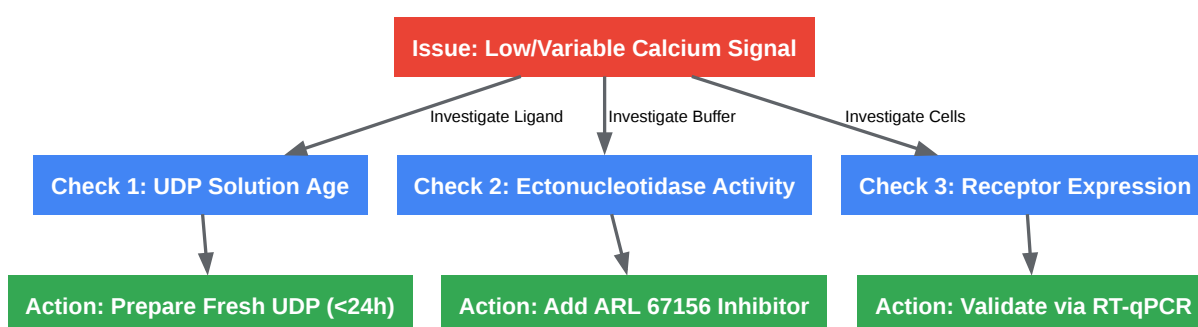 Issue: Low/Variable Calcium Signal
Investigate Ligand
Investigate Buffer
Investigate Cells
Check 1: UDP Solution Age
Check 2: Ectonucleotidase Activity
Check 3: Receptor Expression
Action: Prepare Fresh UDP (<24h)
Action: Add ARL 67156 Inhibitor
Action: Validate via RT-qPCR